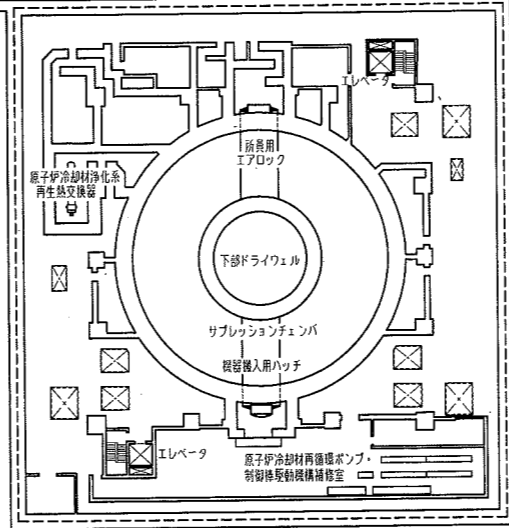 エレベータ
所員用
エアロック
原子炉冷却材浄化系
再生熱交換器
下部ドライウェル
サプレッションチェンバ
機器搬入用ハッチ
エレベータ
原子炉冷却材再循環ポンプ・
制御棒駆動機構補修室